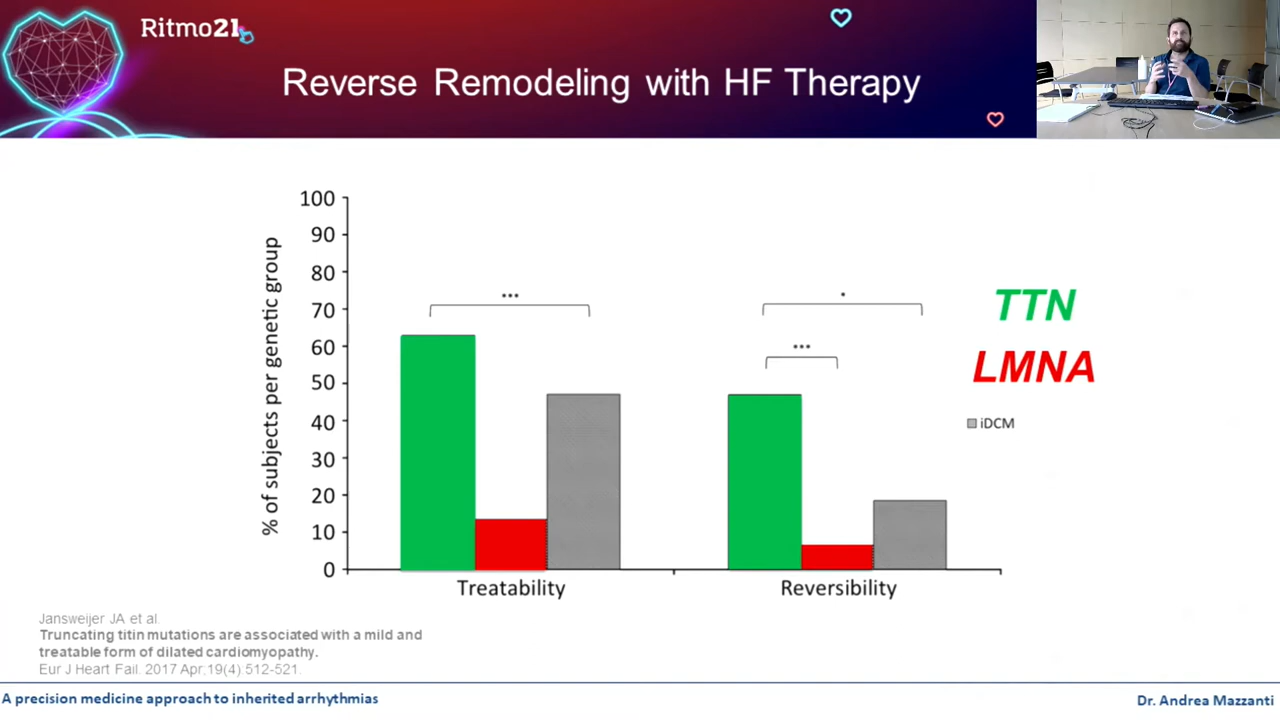 Ritmo21
Reverse Remodeling with HF Therapy
% of subjects per genetic group
100
90
80
70
60
50
40
30
20
10
0
***
*
***
Treatability
Reversibility
TTN
LMNA
iDCM
Jansweijer JA et al.
Truncating titin mutations are associated with a mild and
treatable form of dilated cardiomyopathy.
Eur J Heart Fail. 2017 Apr;19(4):512-521.
A precision medicine approach to inherited arrhythmias
Dr. Andrea Mazzanti